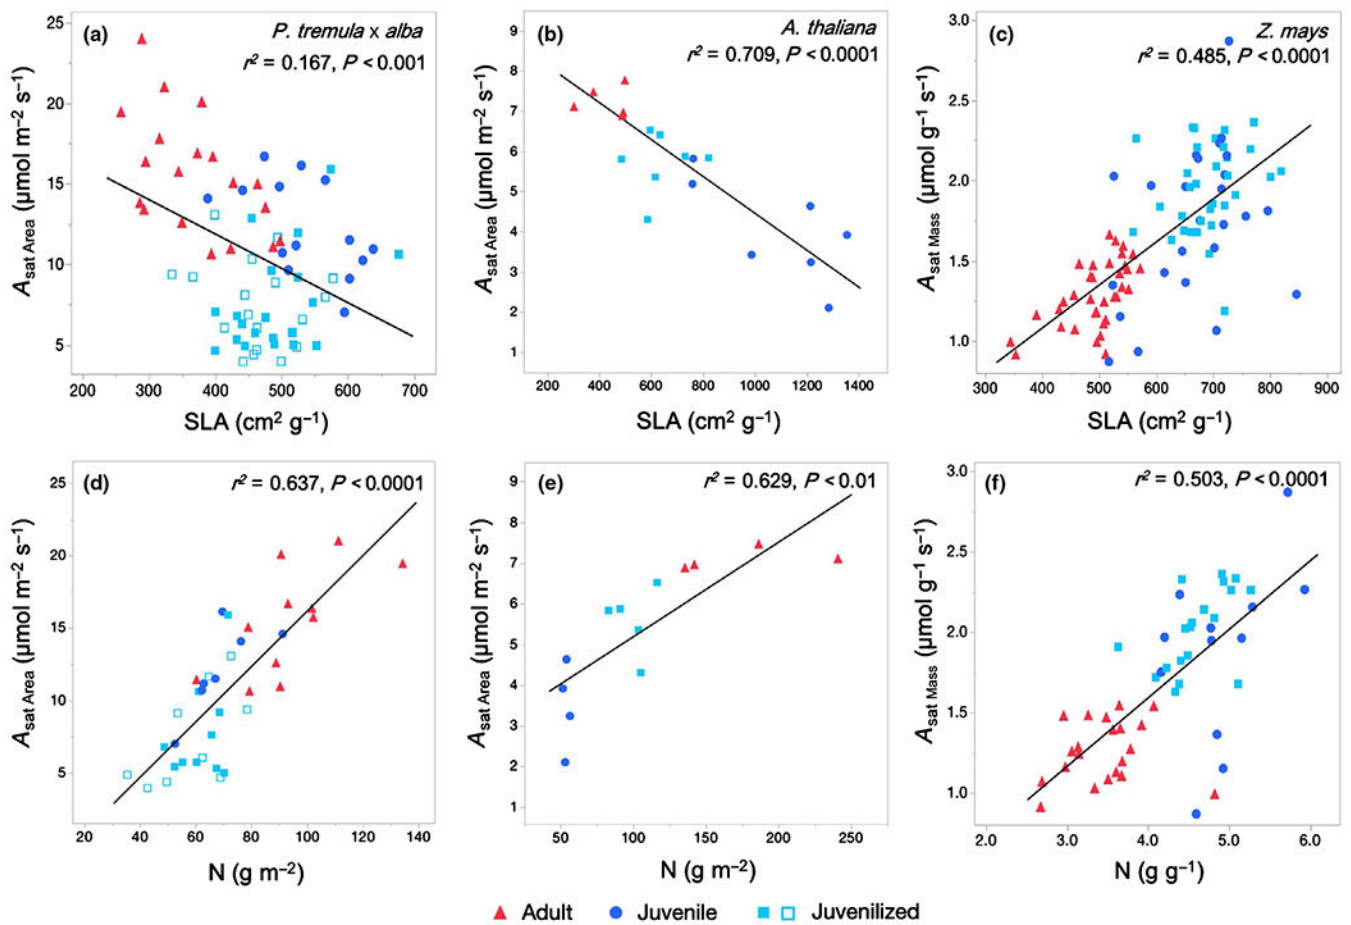 (a)
P. tremula x alba
r² = 0.167, P < 0.001
25
20
15
10
5
A sat Area (µmol m⁻² s⁻¹)
200 300 400 500 600 700
SLA (cm² g⁻¹)
(b)
A. thaliana
r² = 0.709, P < 0.0001
9
8
7
6
5
4
3
2
1
A sat Area (µmol m⁻² s⁻¹)
200 400 600 800 1000 1200 1400
SLA (cm² g⁻¹)
(c)
Z. mays
r² = 0.485, P < 0.0001
3.0
2.5
2.0
1.5
1.0
A sat Mass (µmol g⁻¹ s⁻¹)
300 400 500 600 700 800 900
SLA (cm² g⁻¹)
(d)
r² = 0.637, P < 0.0001
25
20
15
10
5
A sat Area (µmol m⁻² s⁻¹)
20 40 60 80 100 120 140
N (g m⁻²)
(e)
r² = 0.629, P < 0.01
9
8
7
6
5
4
3
2
1
A sat Area (µmol m⁻² s⁻¹)
50 100 150 200 250
N (g m⁻²)
(f)
r² = 0.503, P < 0.0001
3.0
2.5
2.0
1.5
1.0
A sat Mass (µmol g⁻¹ s⁻¹)
2.0 3.0 4.0 5.0 6.0
N (g g⁻¹)
Adult Juvenile Juvenilized